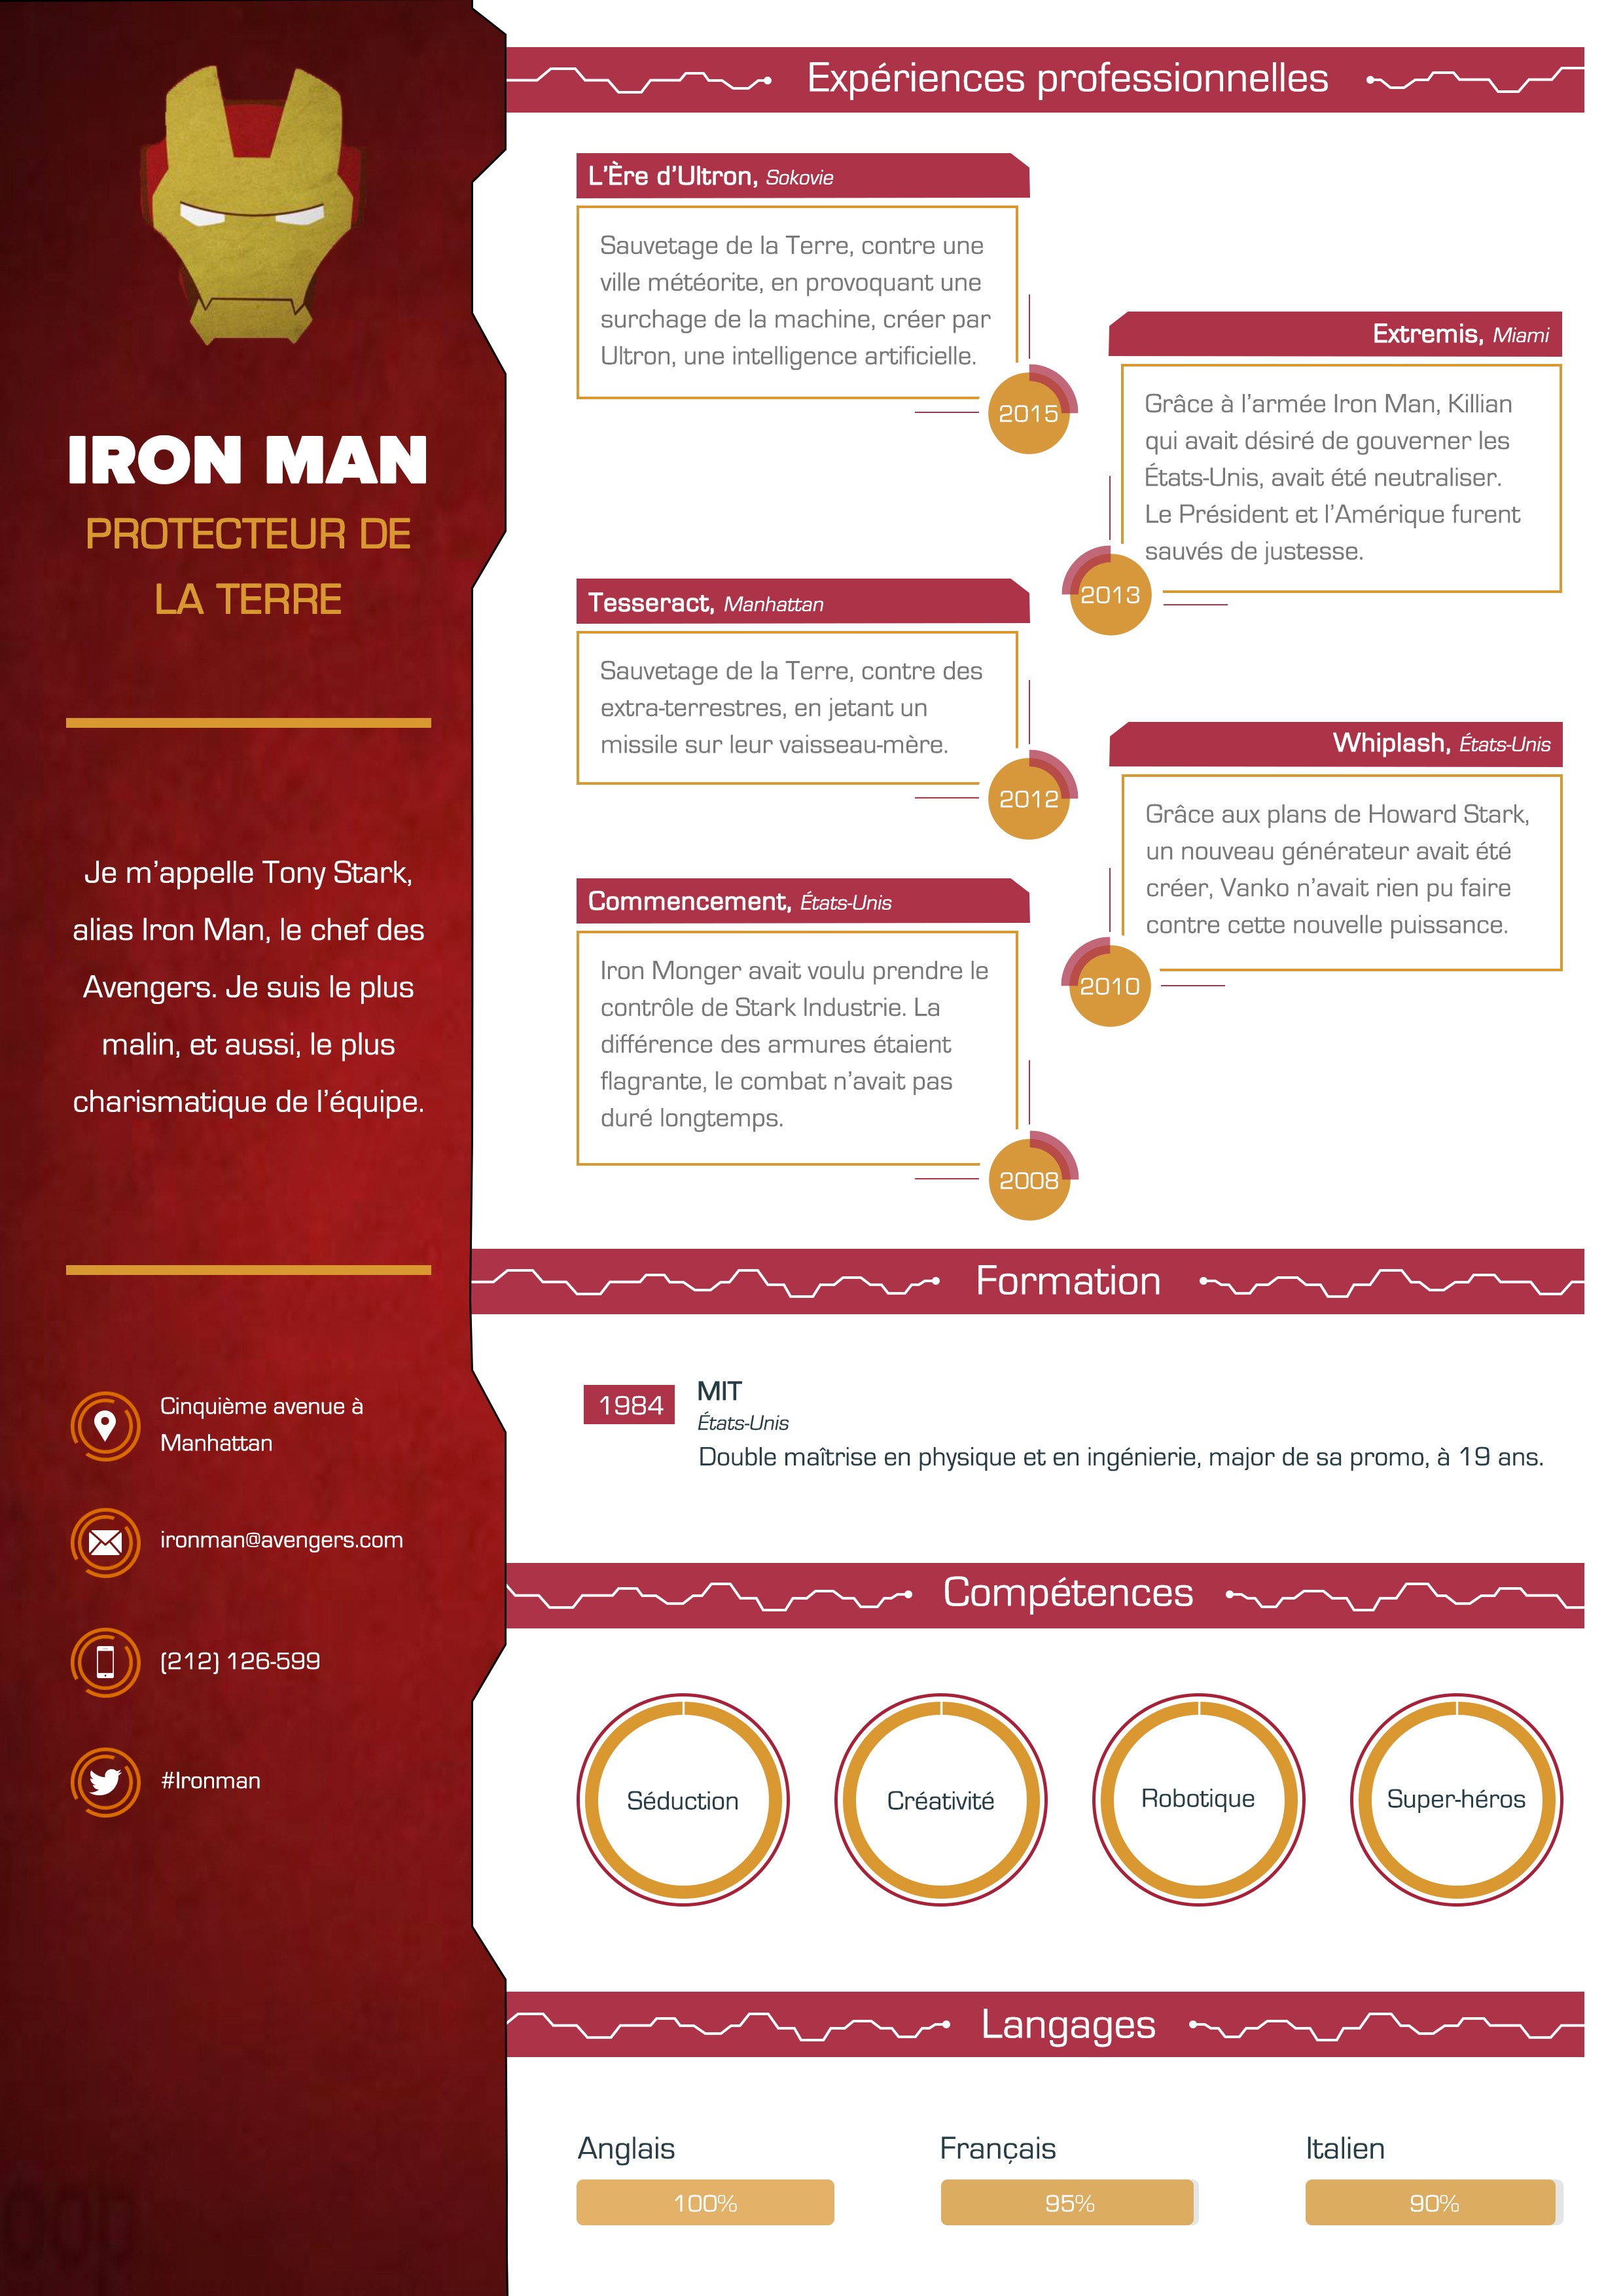 IRON MAN
PROTECTEUR DE
LA TERRE
Je m'appelle Tony Stark,
alias Iron Man, le chef des
Avengers. Je suis le plus
malin, et aussi, le plus
charismatique de l'équipe.
Cinquième avenue à
Manhattan
ironman@avengers.com
(212) 126-599
#Ironman
Expériences professionnelles
L'Ère d'Ultron, Sokovie
Sauvetage de la Terre, contre une
ville météorite, en provoquant une
surchage de la machine, créer par
Ultron, une intelligence artificielle.
2015
Extremis, Miami
Grâce à l'armée Iron Man, Killian
qui avait désiré de gouverner les
États-Unis, avait été neutraliser.
Le Président et l'Amérique furent
sauvés de justesse.
2013
Tesseract, Manhattan
Sauvetage de la Terre, contre des
extra-terrestres, en jetant un
missile sur leur vaisseau-mère.
2012
Whiplash, États-Unis
Grâce aux plans de Howard Stark,
un nouveau générateur avait été
créer, Vanko n'avait rien pu faire
contre cette nouvelle puissance.
2010
Commencement, États-Unis
Iron Monger avait voulu prendre le
contrôle de Stark Industrie. La
différence des armures étaient
flagrante, le combat n'avait pas
duré longtemps.
2008
Formation
1984
MIT
États-Unis
Double maîtrise en physique et en ingénierie, major de sa promo, à 19 ans.
Compétences
Séduction
Créativité
Robotique
Super-héros
Langages
Anglais
100%
Français
95%
Italien
90%